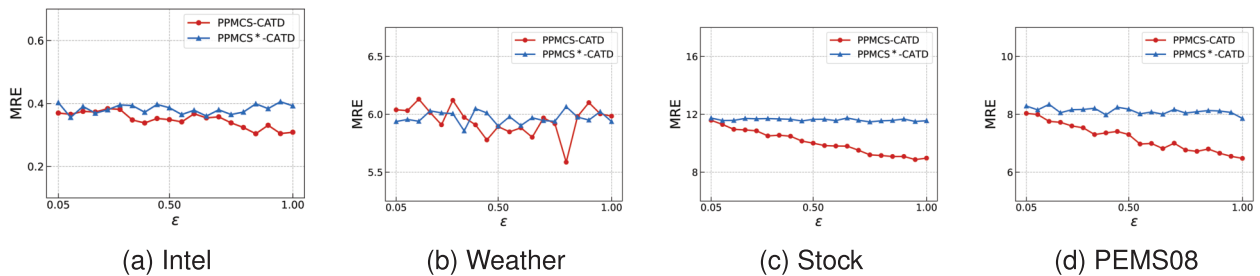 PPMCS-CATD
PPMCS*-CATD
MRE
0.6
0.4
0.2
0.05
0.50
1.00
ε
(a) Intel
PPMCS-CATD
PPMCS*-CATD
MRE
6.5
6.0
5.5
0.05
0.50
1.00
ε
(b) Weather
PPMCS-CATD
PPMCS*-CATD
MRE
16
12
8
0.05
0.50
1.00
ε
(c) Stock
PPMCS-CATD
PPMCS*-CATD
MRE
10
8
6
0.05
0.50
1.00
ε
(d) PEMS08